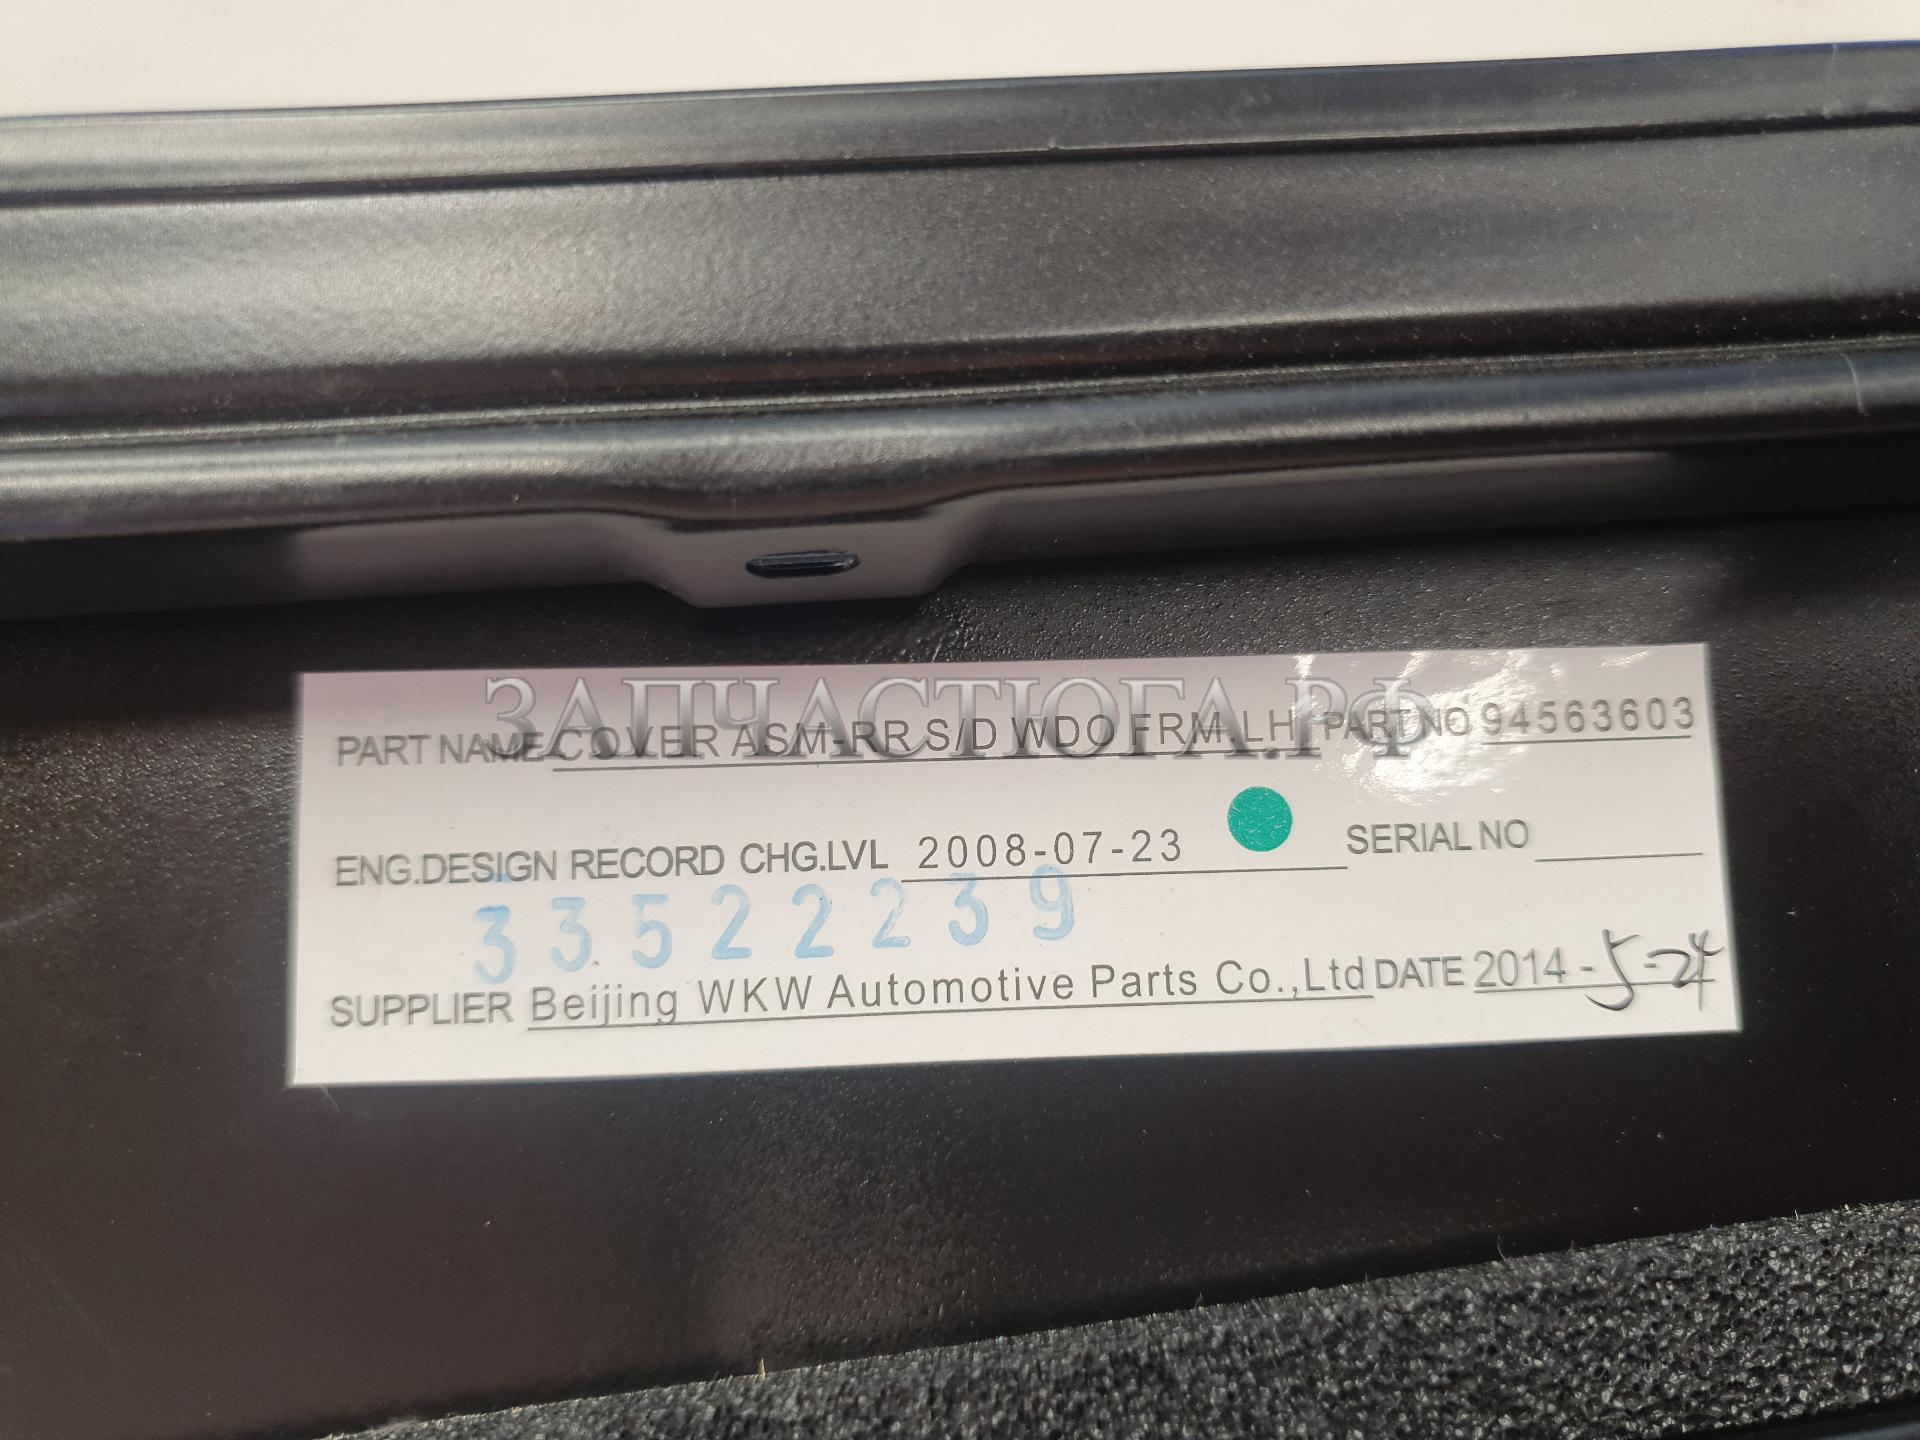 ЗАПЧАСТЮГА.РФ
PART NAME COVER ASM-RR S/D WDO FRM.LH PART NO 94563603
ENG.DESIGN RECORD CHG.LVL 2008-07-23 SERIAL NO
33522239
SUPPLIER Beijing WKW Automotive Parts Co.,Ltd DATE 2014-5-24